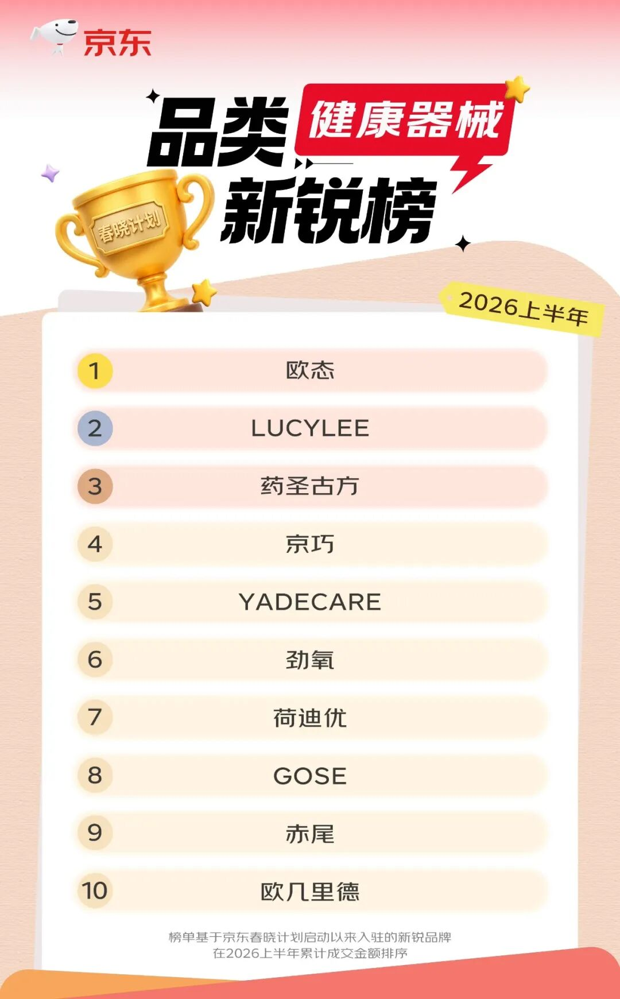 京东
品类
健康器械
新锐榜
春晓计划
2026上半年
1 欧态
2 LUCYLEE
3 药圣古方
4 京巧
5 YADECARE
6 劲氧
7 荷迪优
8 GOSE
9 赤尾
10 欧几里德
榜单基于京东春晓计划启动以来入驻的新锐品牌
在2026上半年累计成交金额排序